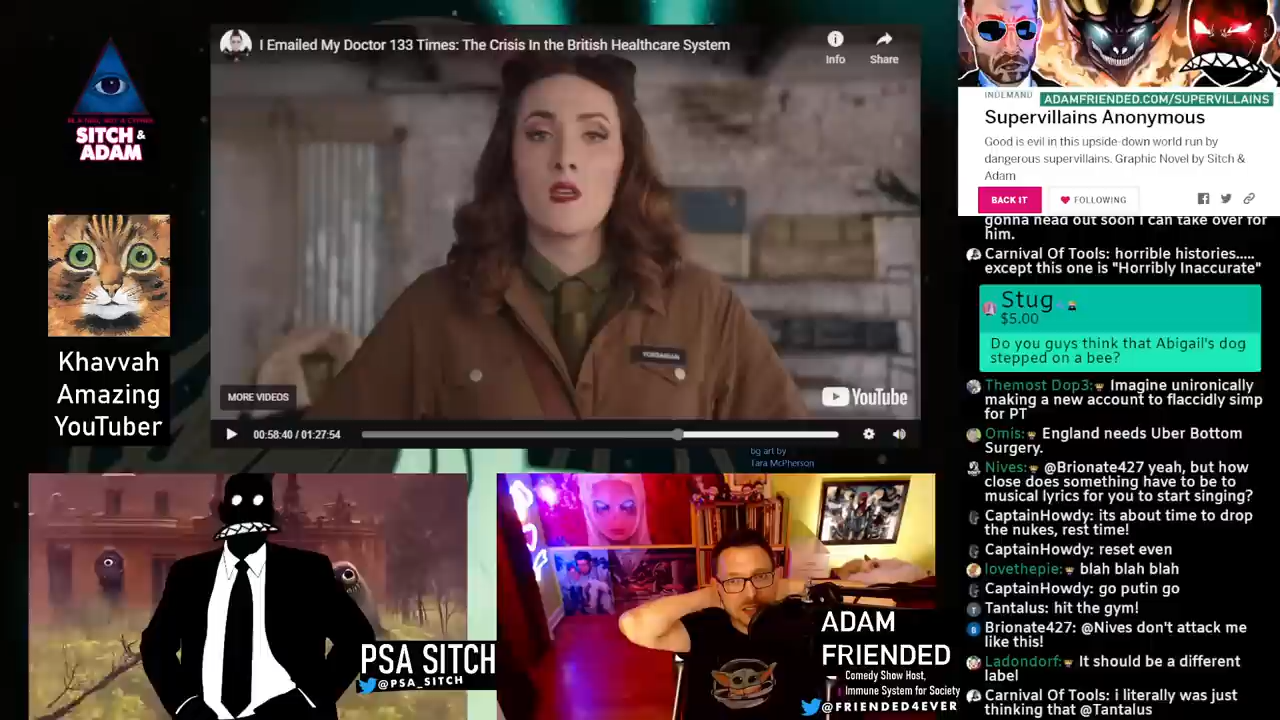 I Emailed My Doctor 133 Times: The Crisis In the British Healthcare System
Info
Share
MORE VIDEOS
YouTube
00:58:40 / 01:27:54
bg art by
Tara McPherson
SITCH &
ADAM
Khavvah
Amazing
YouTuber
PSA SITCH
@PSA_SITCH
ADAM
FRIENDED
Comedy Show Host,
Immune System for Society
@FRIENDED4EVER
INDEMAND
ADAMFRIENDED.COM/SUPERVILLAINS
Supervillains Anonymous
Good is evil in this upside-down world run by
dangerous supervillains. Graphic Novel by Sitch &
Adam
BACK IT
FOLLOWING
gonna head out soon I can take over for
him.
Carnival Of Tools: horrible histories.....
except this one is "Horribly Inaccurate"
Stug
$5.00
Do you guys think that Abigail's dog
stepped on a bee?
Themost Dop3: Imagine unironically
making a new account to flaccidly simp
for PT
Omis: England needs Uber Bottom
Surgery.
Nives: @Brionate427 yeah, but how
close does something have to be to
musical lyrics for you to start singing?
CaptainHowdy: its about time to drop
the nukes, rest time!
CaptainHowdy: reset even
lovethepie: blah blah blah
CaptainHowdy: go putin go
Tantalus: hit the gym!
Brionate427: @Nives don't attack me
like this!
Ladondorf: It should be a different
label
Carnival Of Tools: i literally was just
thinking that @Tantalus